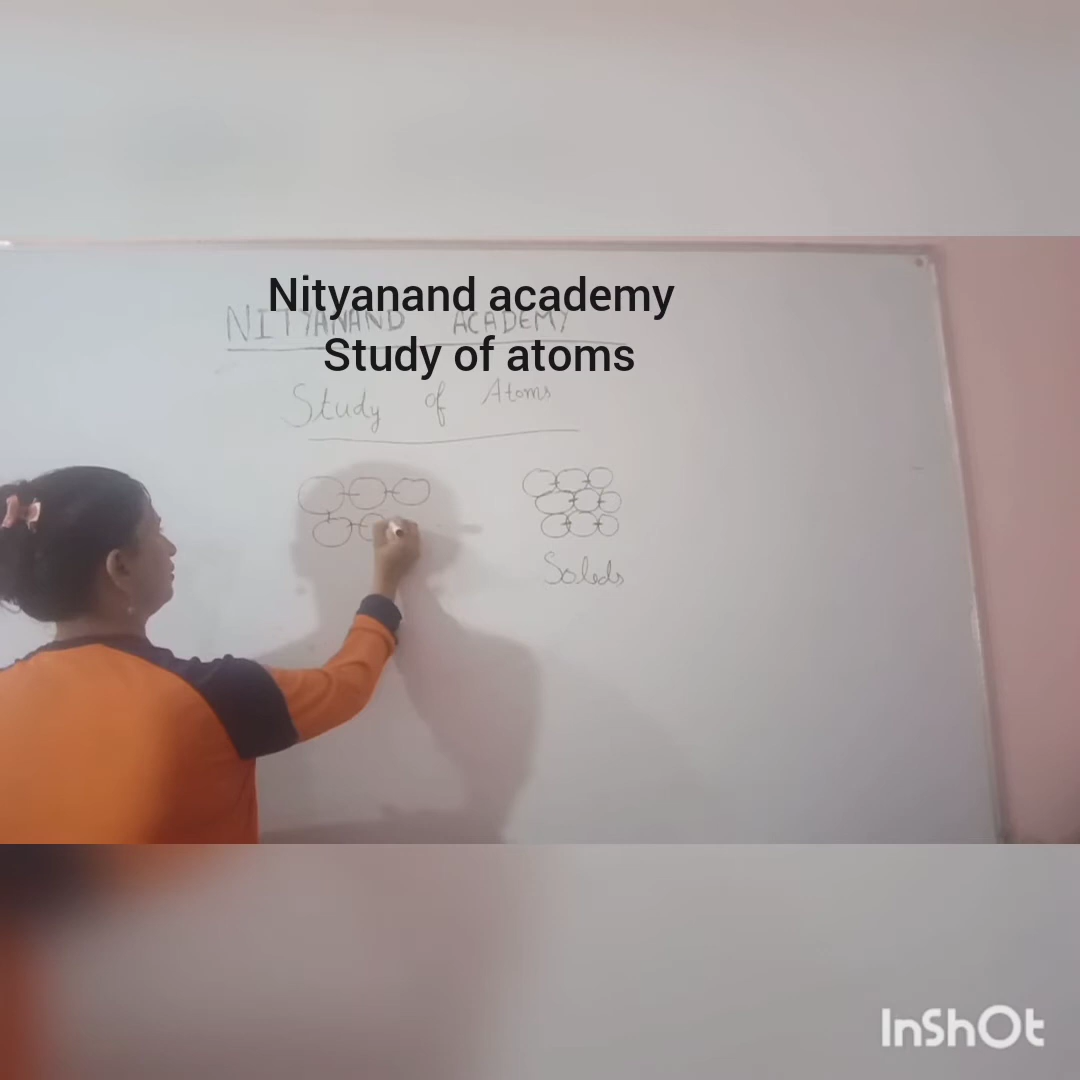 Nityanand academy
NITYANAND ACADEMY
Study of atoms
Study of Atoms
Solids
InShOt